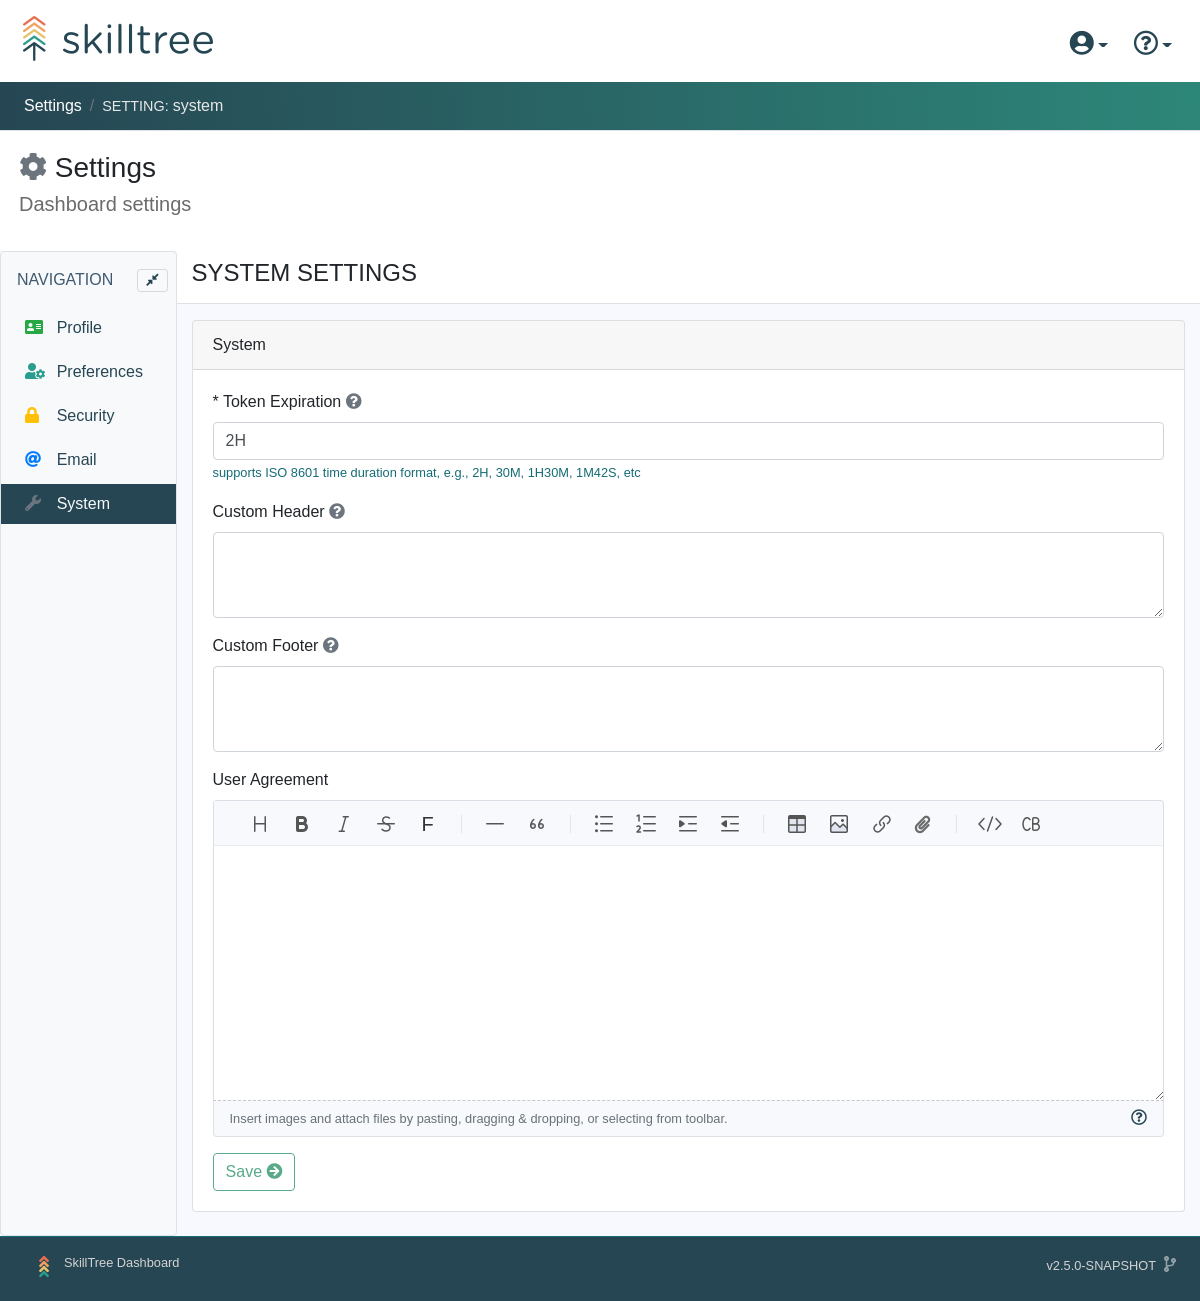 skilltree
Settings / SETTING: system
Settings
Dashboard settings
NAVIGATION
Profile
Preferences
Security
Email
System
SYSTEM SETTINGS
System
* Token Expiration
2H
supports ISO 8601 time duration format, e.g., 2H, 30M, 1H30M, 1M42S, etc
Custom Header
Custom Footer
User Agreement
H B I S F “ CB
Insert images and attach files by pasting, dragging & dropping, or selecting from toolbar.
Save
SkillTree Dashboard
v2.5.0-SNAPSHOT